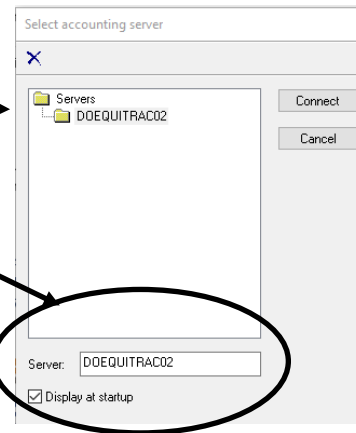 Select accounting server
Servers
DOEQUITRAC02
Connect
Cancel
Server: DOEQUITRAC02
Display at startup